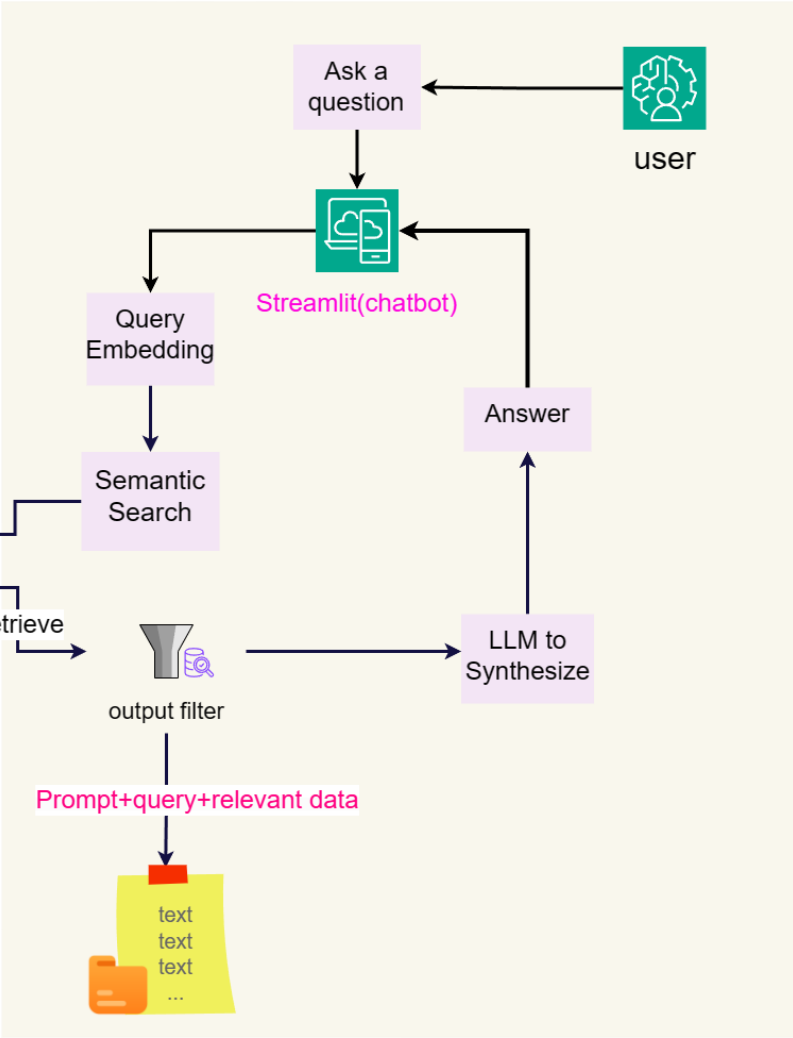 Ask a
question
user
Streamlit(chatbot)
Query
Embedding
Answer
Semantic
Search
etrieve
LLM to
Synthesize
output filter
Prompt+query+relevant data
text
text
text
...